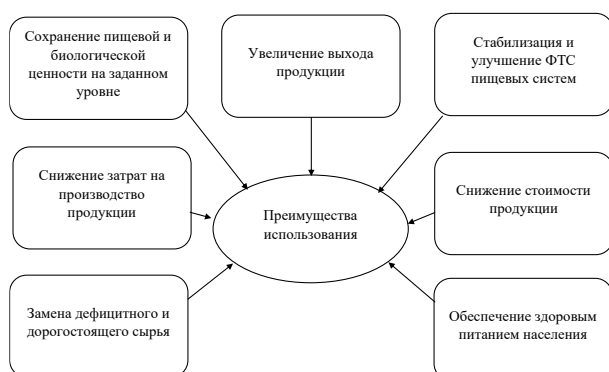 Сохранение пищевой и
биологической
ценности на заданном
уровне
Увеличение выхода
продукции
Стабилизация и
улучшение ФТС
пищевых систем
Снижение затрат на
производство
продукции
Преимущества
использования
Снижение стоимости
продукции
Замена дефицитного и
дорогостоящего сырья
Обеспечение здоровым
питанием населения